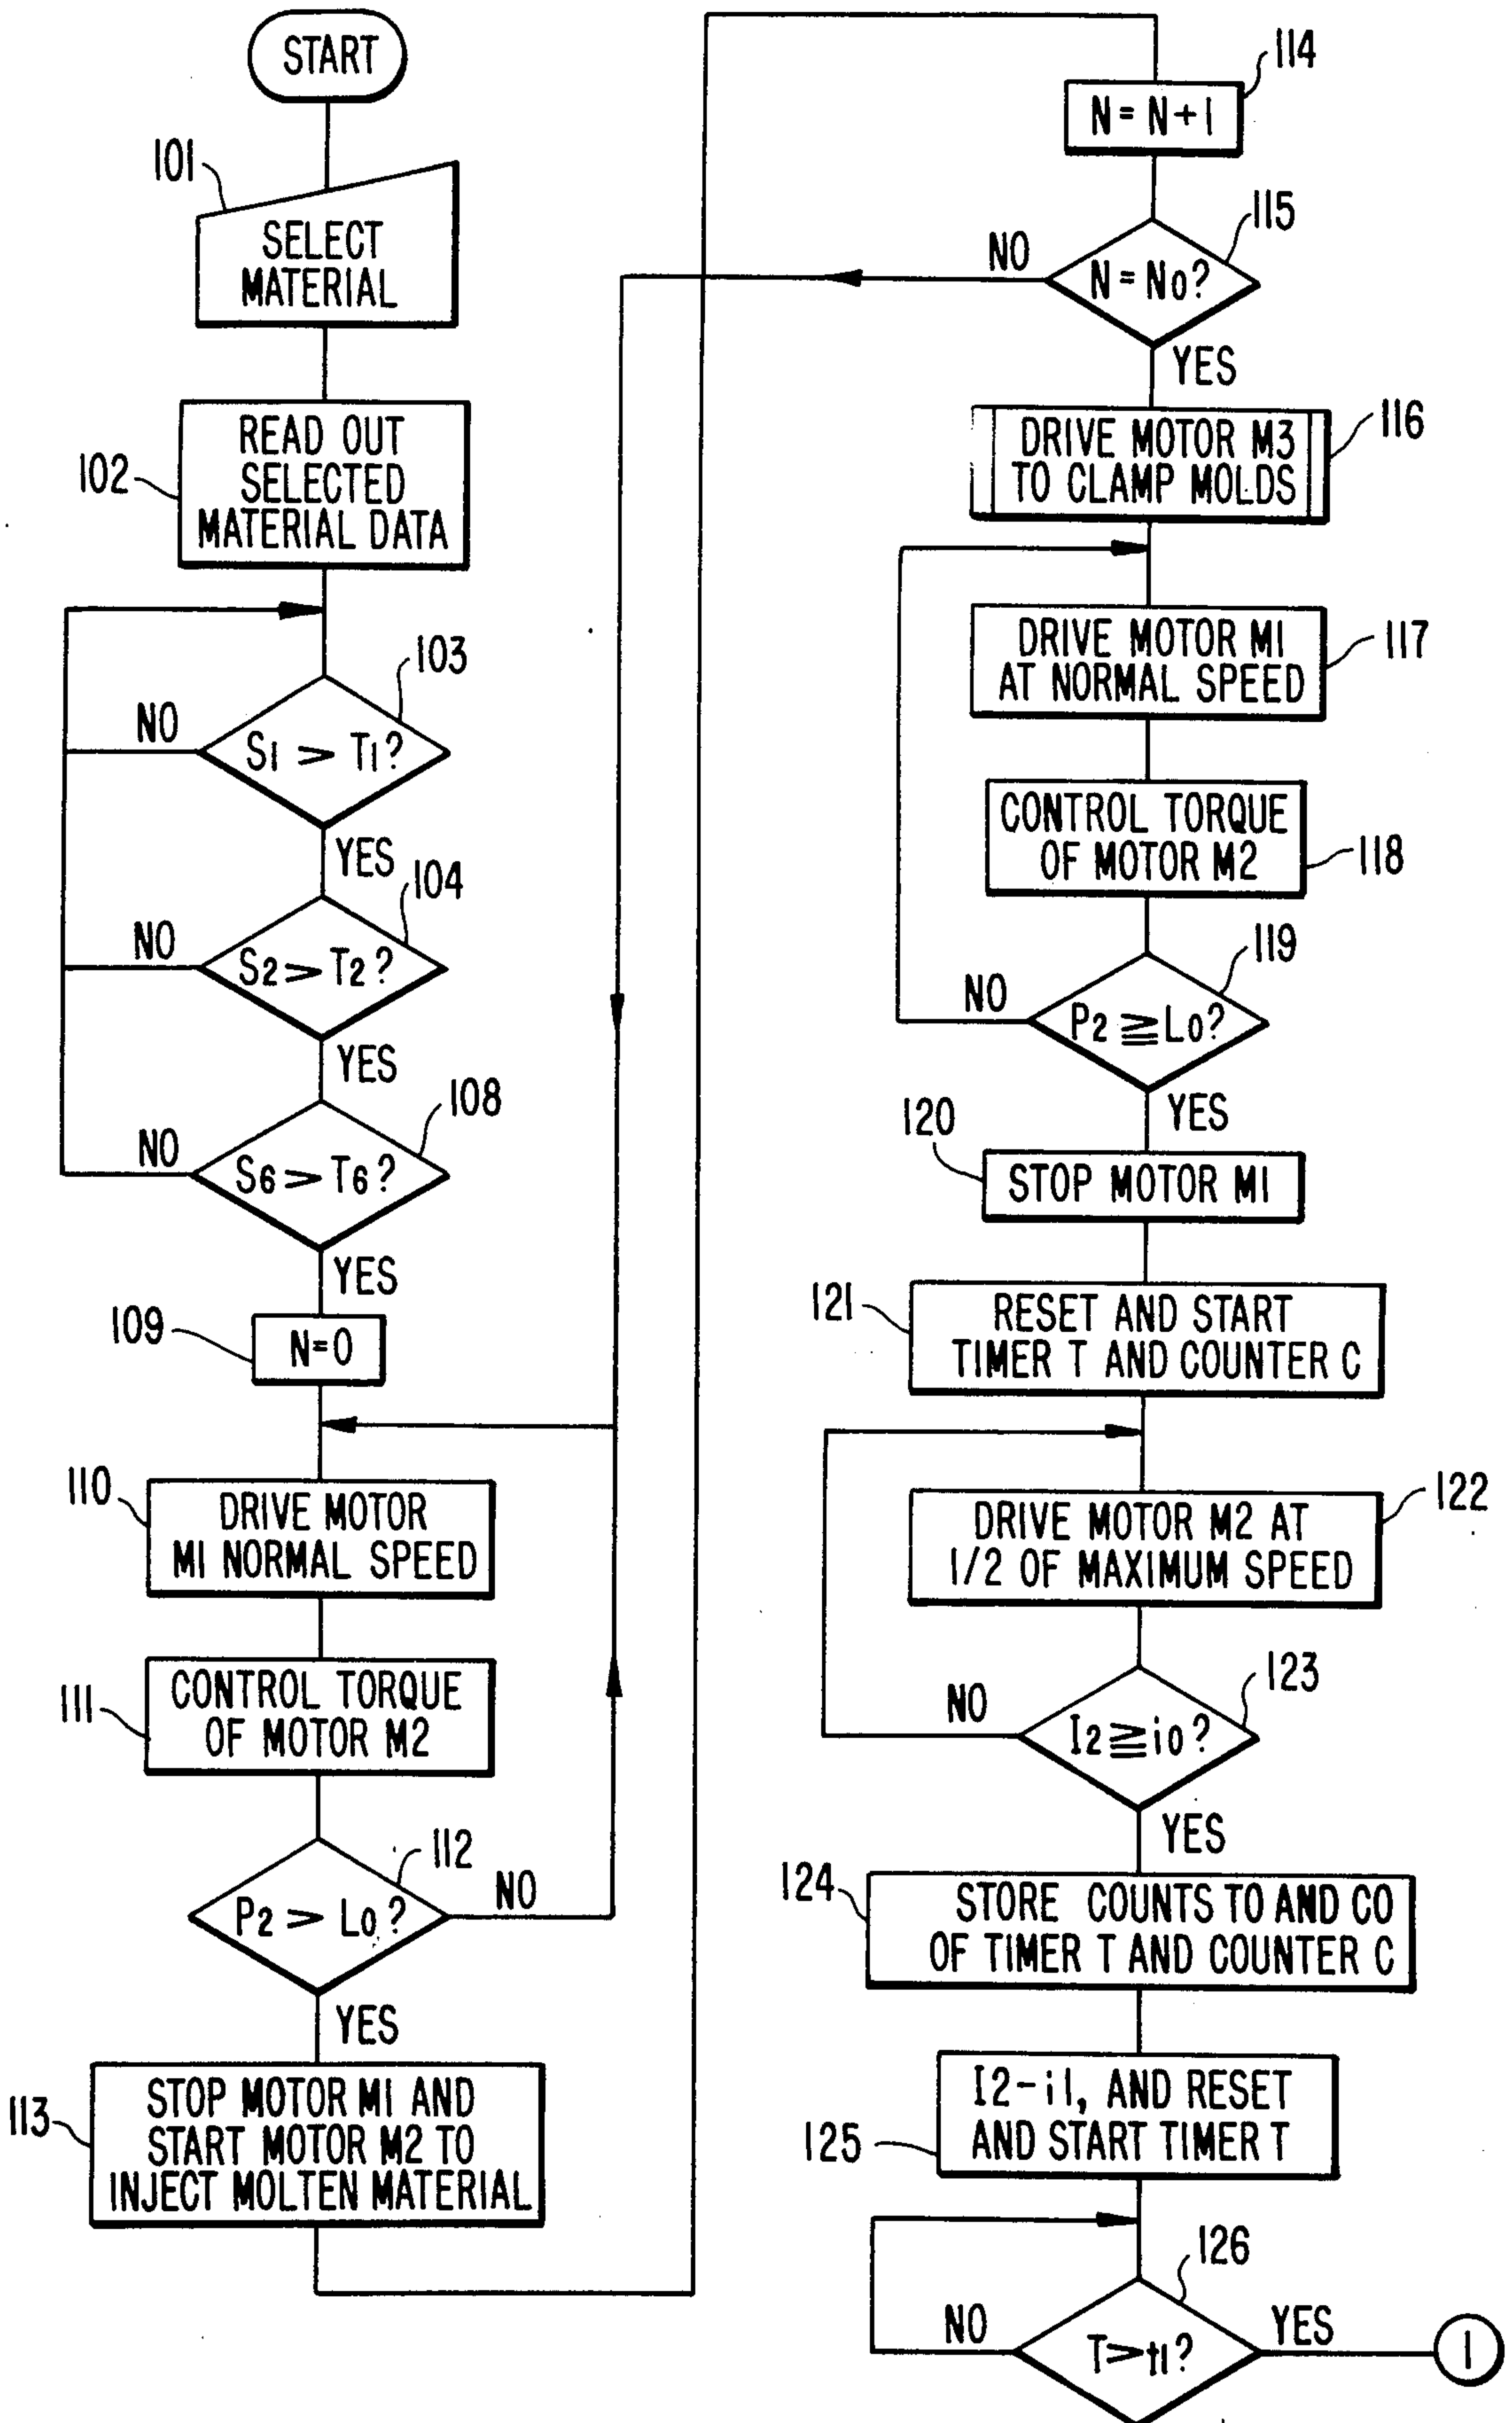 START
101
SELECT
MATERIAL
102
READ OUT
SELECTED
MATERIAL DATA
103
NO
S1 > T1?
YES
104
NO
S2 > T2?
YES
108
NO
S6 > T6?
YES
109
N=0
110
DRIVE MOTOR
M1 NORMAL SPEED
111
CONTROL TORQUE
OF MOTOR M2
112
P2 > L0?
NO
YES
113
STOP MOTOR M1 AND
START MOTOR M2 TO
INJECT MOLTEN MATERIAL
114
N = N+1
115
NO
N = N0?
YES
116
DRIVE MOTOR M3
TO CLAMP MOLDS
117
DRIVE MOTOR M1
AT NORMAL SPEED
118
CONTROL TORQUE
OF MOTOR M2
119
NO
P2 ≧ L0?
YES
120
STOP MOTOR M1
121
RESET AND START
TIMER T AND COUNTER C
122
DRIVE MOTOR M2 AT
1/2 OF MAXIMUM SPEED
123
NO
I2 ≧ i0?
YES
124
STORE COUNTS T0 AND C0
OF TIMER T AND COUNTER C
125
I2-i1, AND RESET
AND START TIMER T
126
NO
T>t1?
YES
1